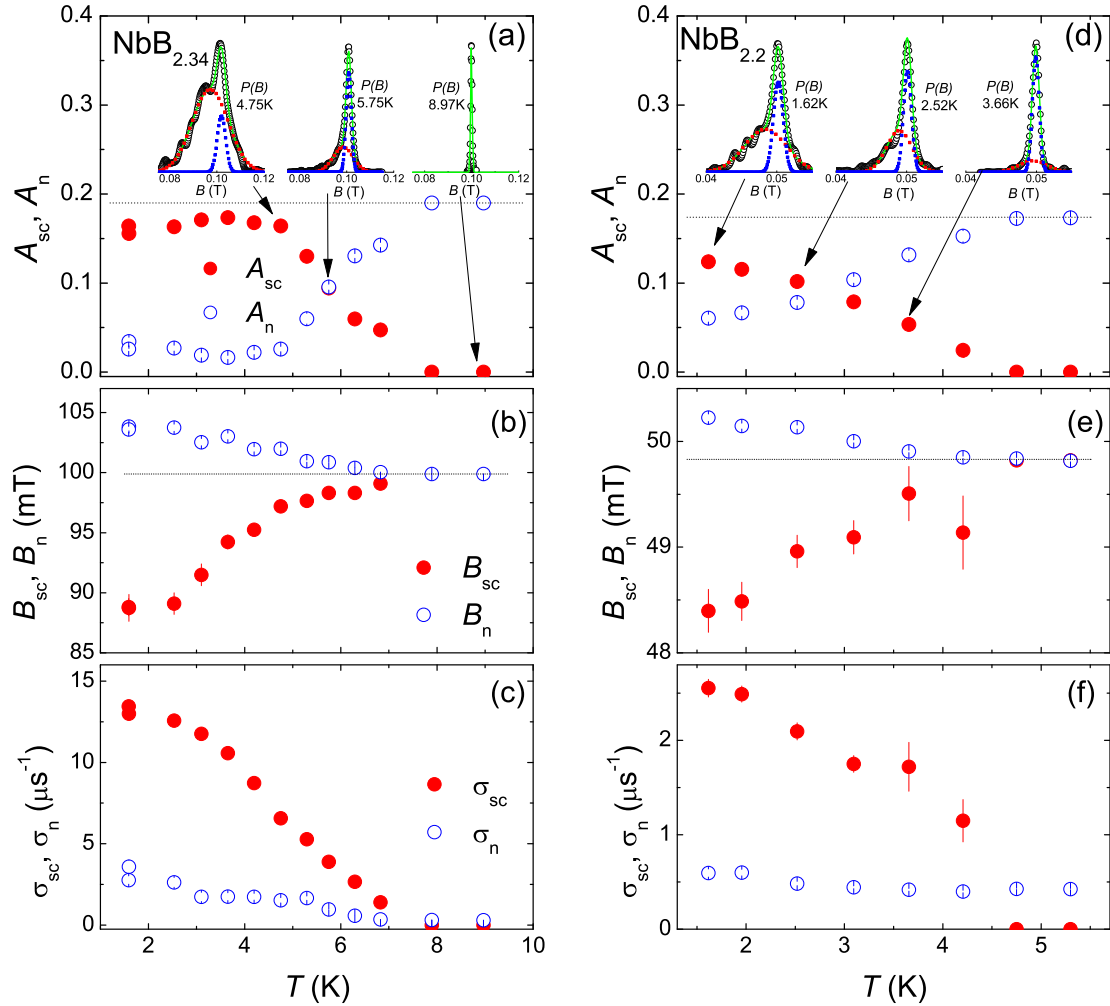 NbB2.34
(a)
P(B)
4.75K
P(B)
5.75K
P(B)
8.97K
0.08 0.10 0.12
B (T)
0.08 0.10 0.12
B (T)
0.08 0.10 0.12
B (T)
Asc, An
0.4
0.3
0.2
0.1
0.0
Asc
An
(b)
Bsc, Bn (mT)
105
100
95
90
85
Bsc
Bn
(c)
σsc, σn (μs-1)
15
10
5
0
σsc
σn
2 4 6 8 10
T (K)
NbB2.2
(d)
P(B)
1.62K
P(B)
2.52K
P(B)
3.66K
0.04 0.05
B (T)
0.04 0.05
B (T)
0.04 0.05
B (T)
Asc, An
0.4
0.3
0.2
0.1
0.0
(e)
Bsc, Bn (mT)
50
49
48
(f)
σsc, σn (μs-1)
2
1
0
2 3 4 5
T (K)